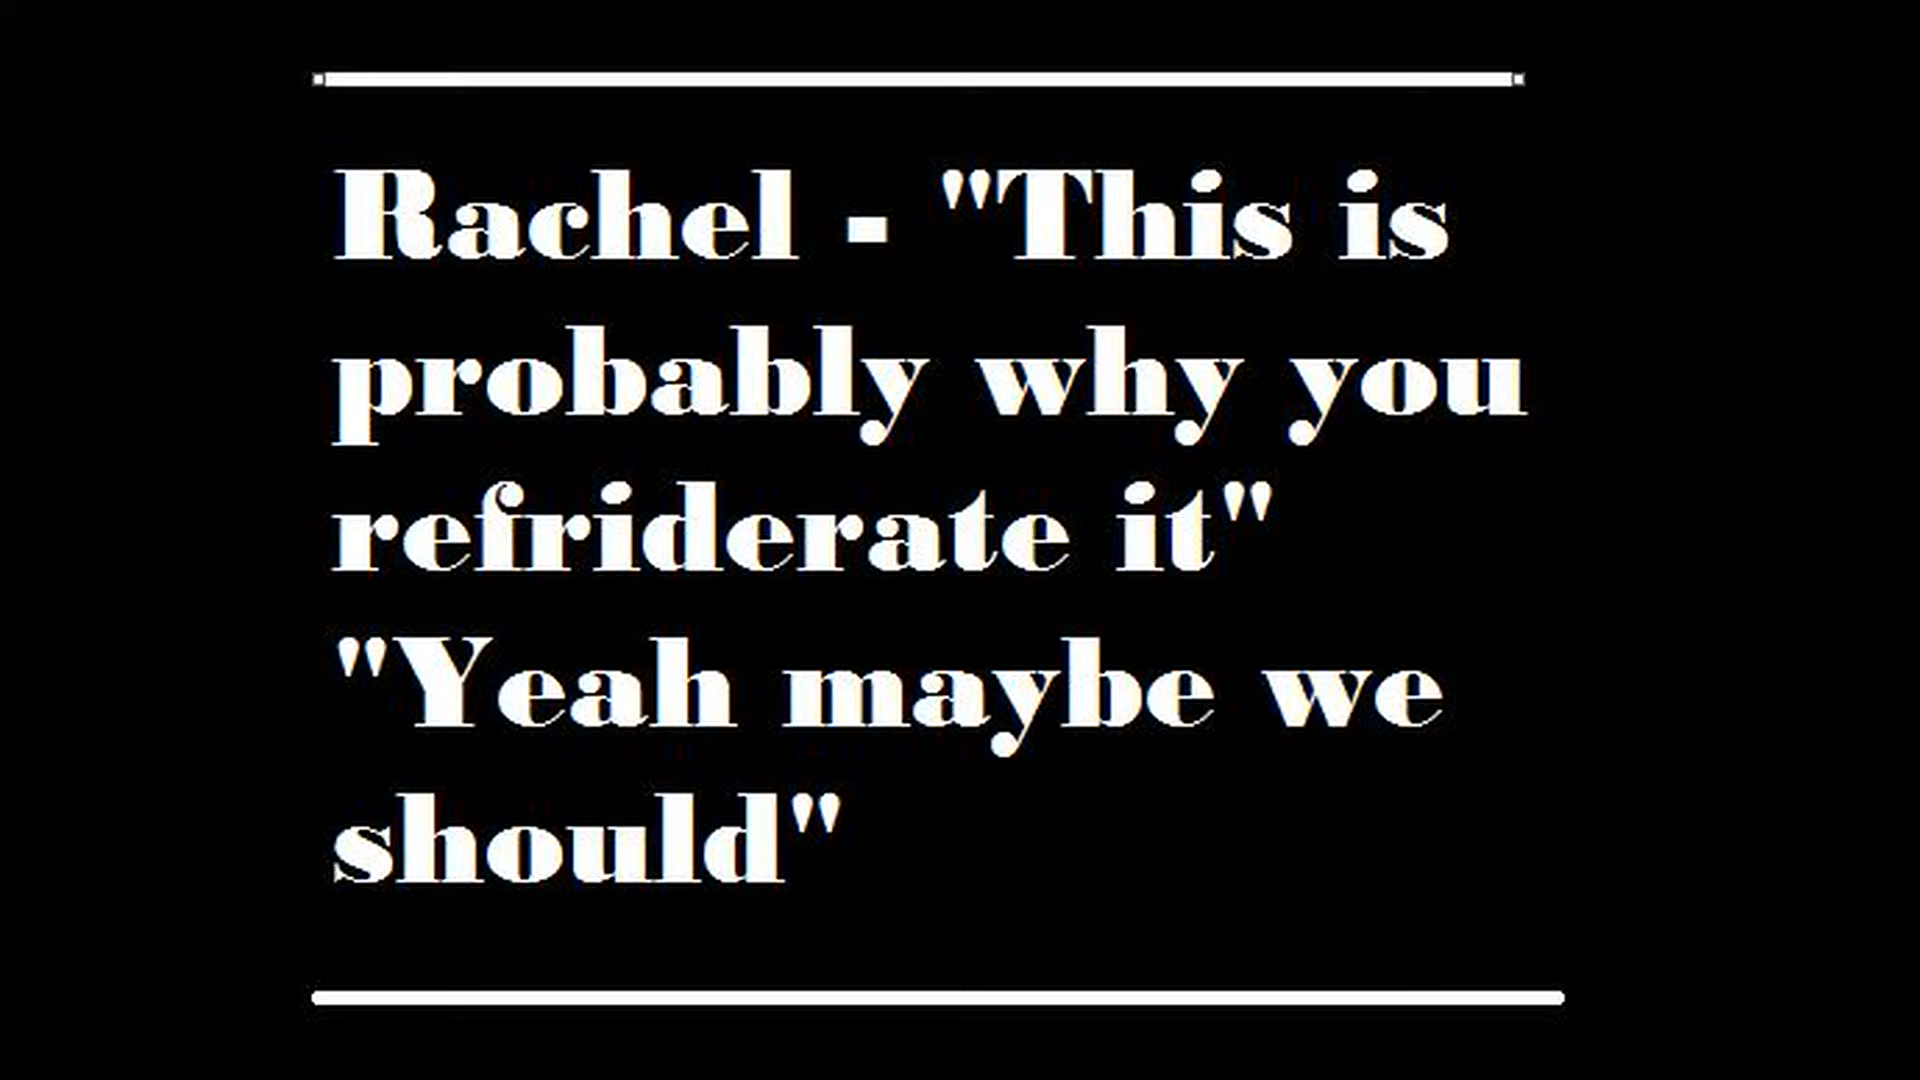 Rachel - "This is
probably why you
refriderate it"
"Yeah maybe we
should"